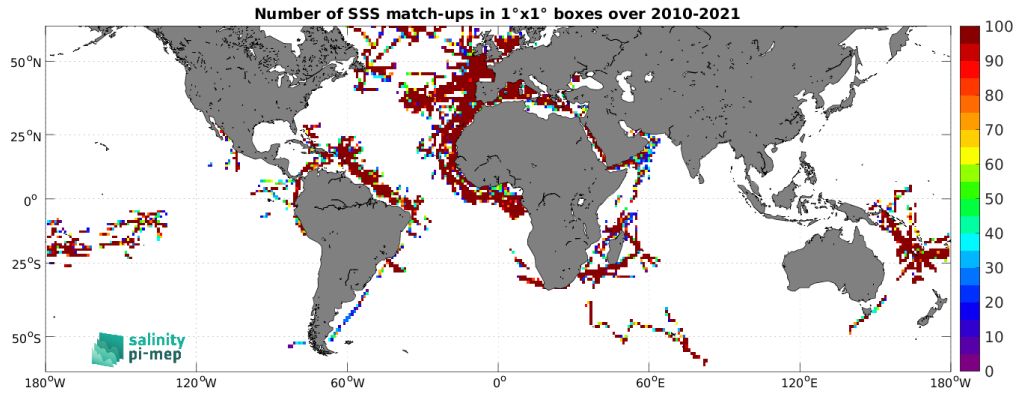 Number of SSS match-ups in 1°x1° boxes over 2010-2021
50°N
25°N
0°
25°S
50°S
180°W
120°W
60°W
0°
60°E
120°E
180°W
100
90
80
70
60
50
40
30
20
10
0
salinity
pi-mep